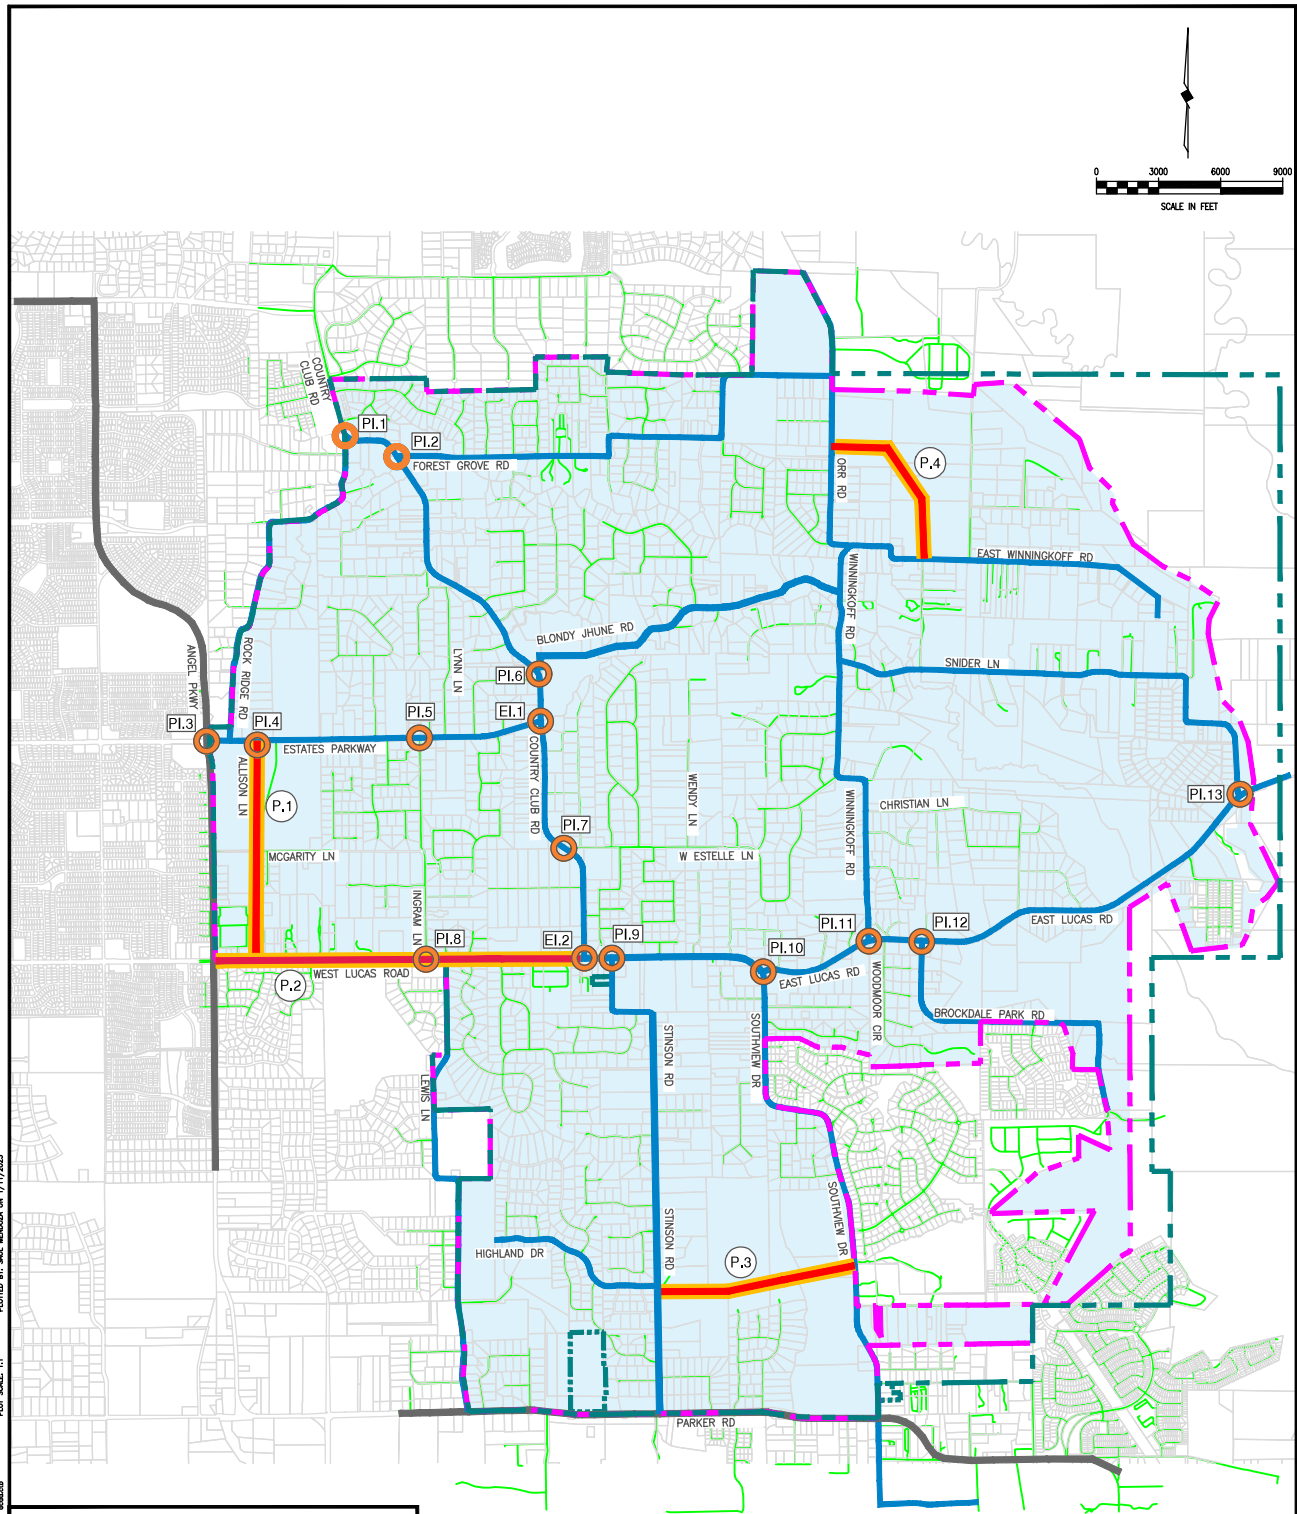 0 3000 6000 9000
SCALE IN FEET
COUNTRY
CLUB RD
PI.1
PI.2
FOREST GROVE RD
ORR RD
P.4
EAST WINNINGKOFF RD
WINNINGKOFF RD
BLONDY JHUNE RD
SNIDER LN
ROCK RIDGE RD
ANGEL PKWY
LYNN LN
PI.6
EI.1
PI.3
PI.4
PI.5
ESTATES PARKWAY
ALLISON LN
COUNTRY CLUB RD
WENDY LN
PI.13
P.1
WINNINGKOFF RD
CHRISTIAN LN
PI.7
MCGARITY LN
W ESTELLE LN
INGRAM LN
PI.8
EI.2
PI.9
PI.10
PI.11
PI.12
EAST LUCAS RD
WEST LUCAS ROAD
P.2
EAST LUCAS RD
WOODMOOR CIR
BROCKDALE PARK RD
STINSON RD
SOUTHVIEW DR
LEWIS LN
STINSON RD
SOUTHVIEW DR
HIGHLAND DR
P.3
PARKER RD